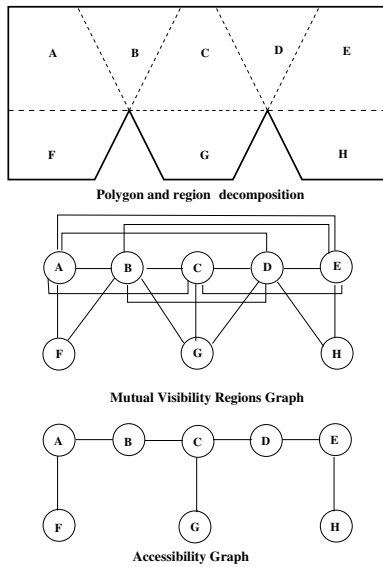 A B C D E
F G H
Polygon and region decomposition
A B C D E
F G H
Mutual Visibility Regions Graph
A B C D E
F G H
Accessibility Graph